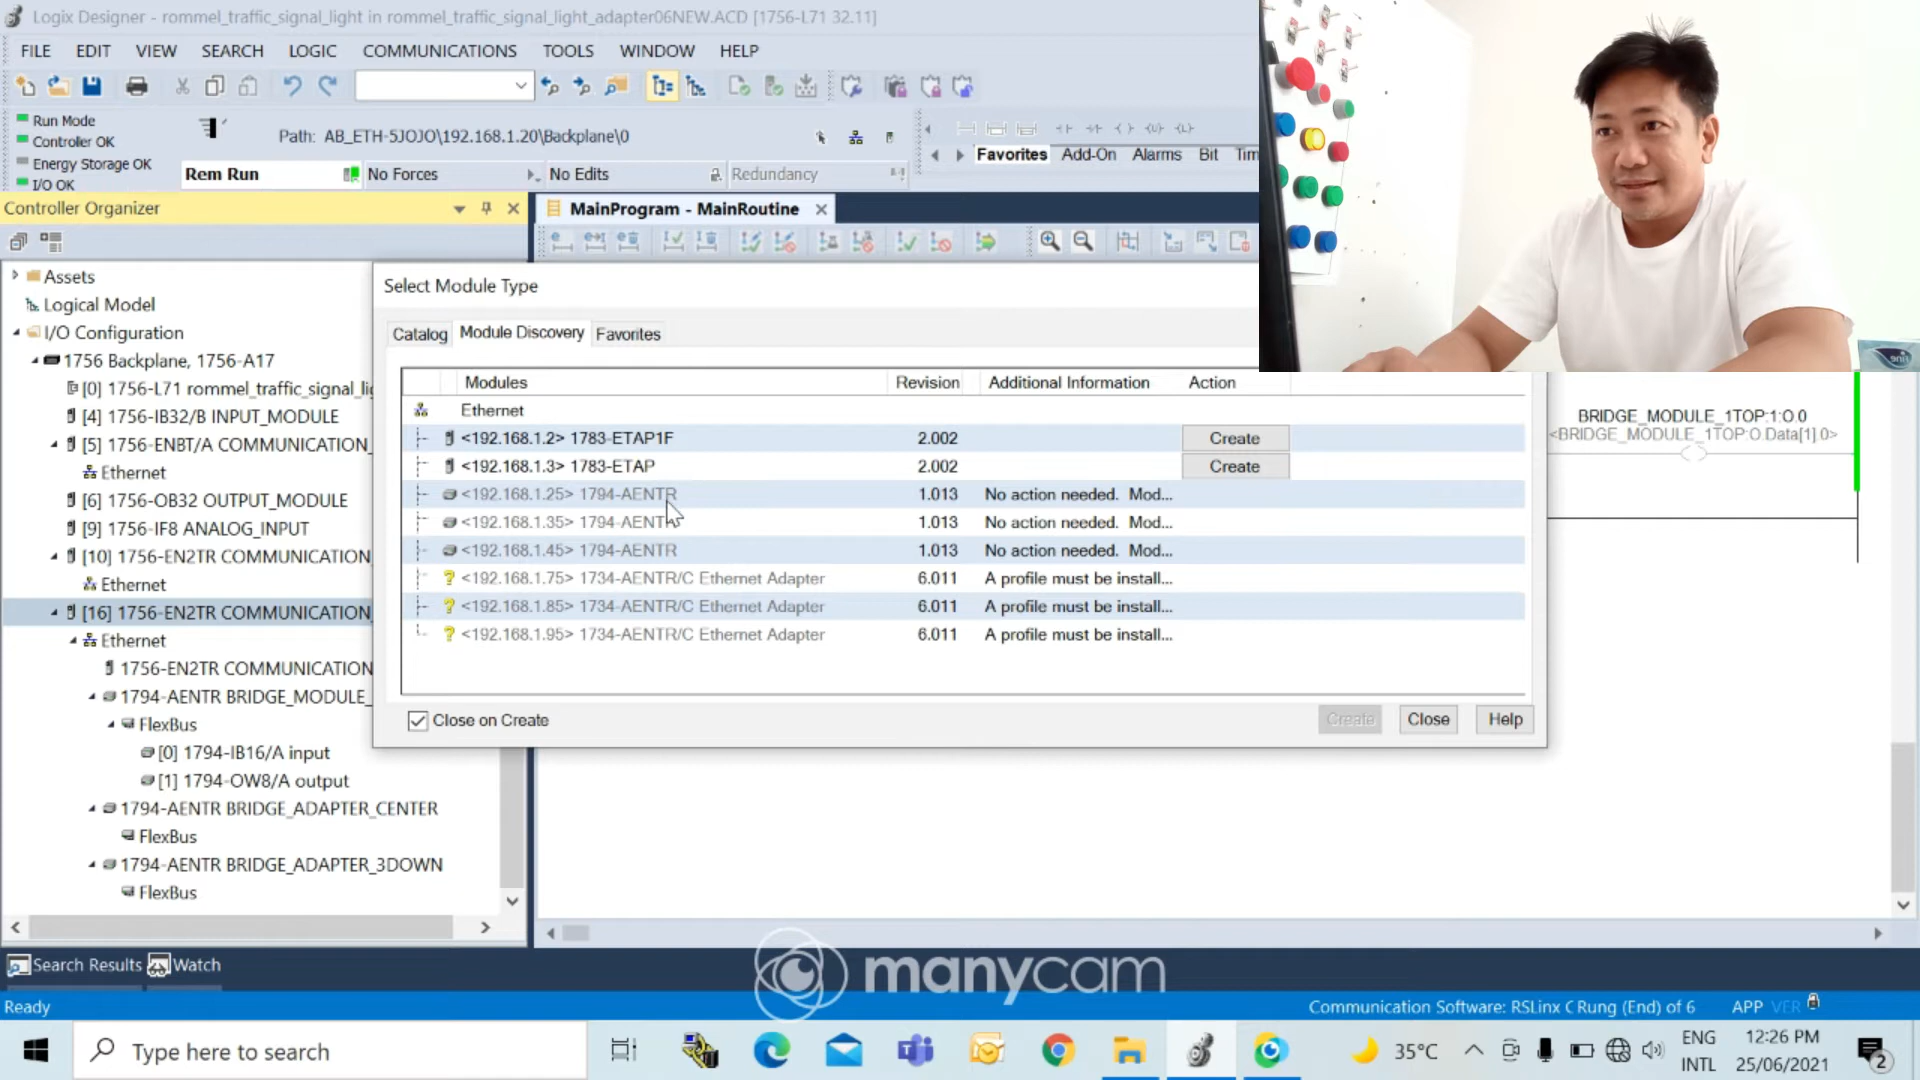 Logix Designer - rommel_traffic_signal_light in rommel_traffic_signal_light_adapter06NEW.ACD [1756-L71 32.11]
FILE EDIT VIEW SEARCH LOGIC COMMUNICATIONS TOOLS WINDOW HELP
Run Mode
Controller OK
Energy Storage OK
I/O OK
Path: AB_ETH-5JOJO\192.168.1.20\Backplane\0
Rem Run
No Forces
No Edits
Redundancy
Favorites Add-On Alarms Bit Tim
Controller Organizer
MainProgram - MainRoutine
Assets
Logical Model
I/O Configuration
1756 Backplane, 1756-A17
[0] 1756-L71 rommel_traffic_signal_lig
[4] 1756-IB32/B INPUT_MODULE
[5] 1756-ENBT/A COMMUNICATION_
Ethernet
[6] 1756-OB32 OUTPUT_MODULE
[9] 1756-IF8 ANALOG_INPUT
[10] 1756-EN2TR COMMUNICATION_
Ethernet
[16] 1756-EN2TR COMMUNICATION_
Ethernet
1756-EN2TR COMMUNICATION
1794-AENTR BRIDGE_MODULE_
FlexBus
[0] 1794-IB16/A input
[1] 1794-OW8/A output
1794-AENTR BRIDGE_ADAPTER_CENTER
FlexBus
1794-AENTR BRIDGE_ADAPTER_3DOWN
FlexBus
Select Module Type
Catalog Module Discovery Favorites
Modules Revision Additional Information Action
Ethernet
<192.168.1.2> 1783-ETAP1F 2.002 Create
<192.168.1.3> 1783-ETAP 2.002 Create
<192.168.1.25> 1794-AENTR 1.013 No action needed. Mod...
<192.168.1.35> 1794-AENTR 1.013 No action needed. Mod...
<192.168.1.45> 1794-AENTR 1.013 No action needed. Mod...
<192.168.1.75> 1734-AENTR/C Ethernet Adapter 6.011 A profile must be install...
<192.168.1.85> 1734-AENTR/C Ethernet Adapter 6.011 A profile must be install...
<192.168.1.95> 1734-AENTR/C Ethernet Adapter 6.011 A profile must be install...
Close on Create
Create Close Help
BRIDGE_MODULE_1TOP:1:O.0
<BRIDGE_MODULE_1TOP:O.Data[1].0>
Search Results Watch
manycam
Ready
Communication Software: RSLinx C Rung (End) of 6 APP VER
Type here to search
35°C
ENG
INTL
12:26 PM
25/06/2021
2